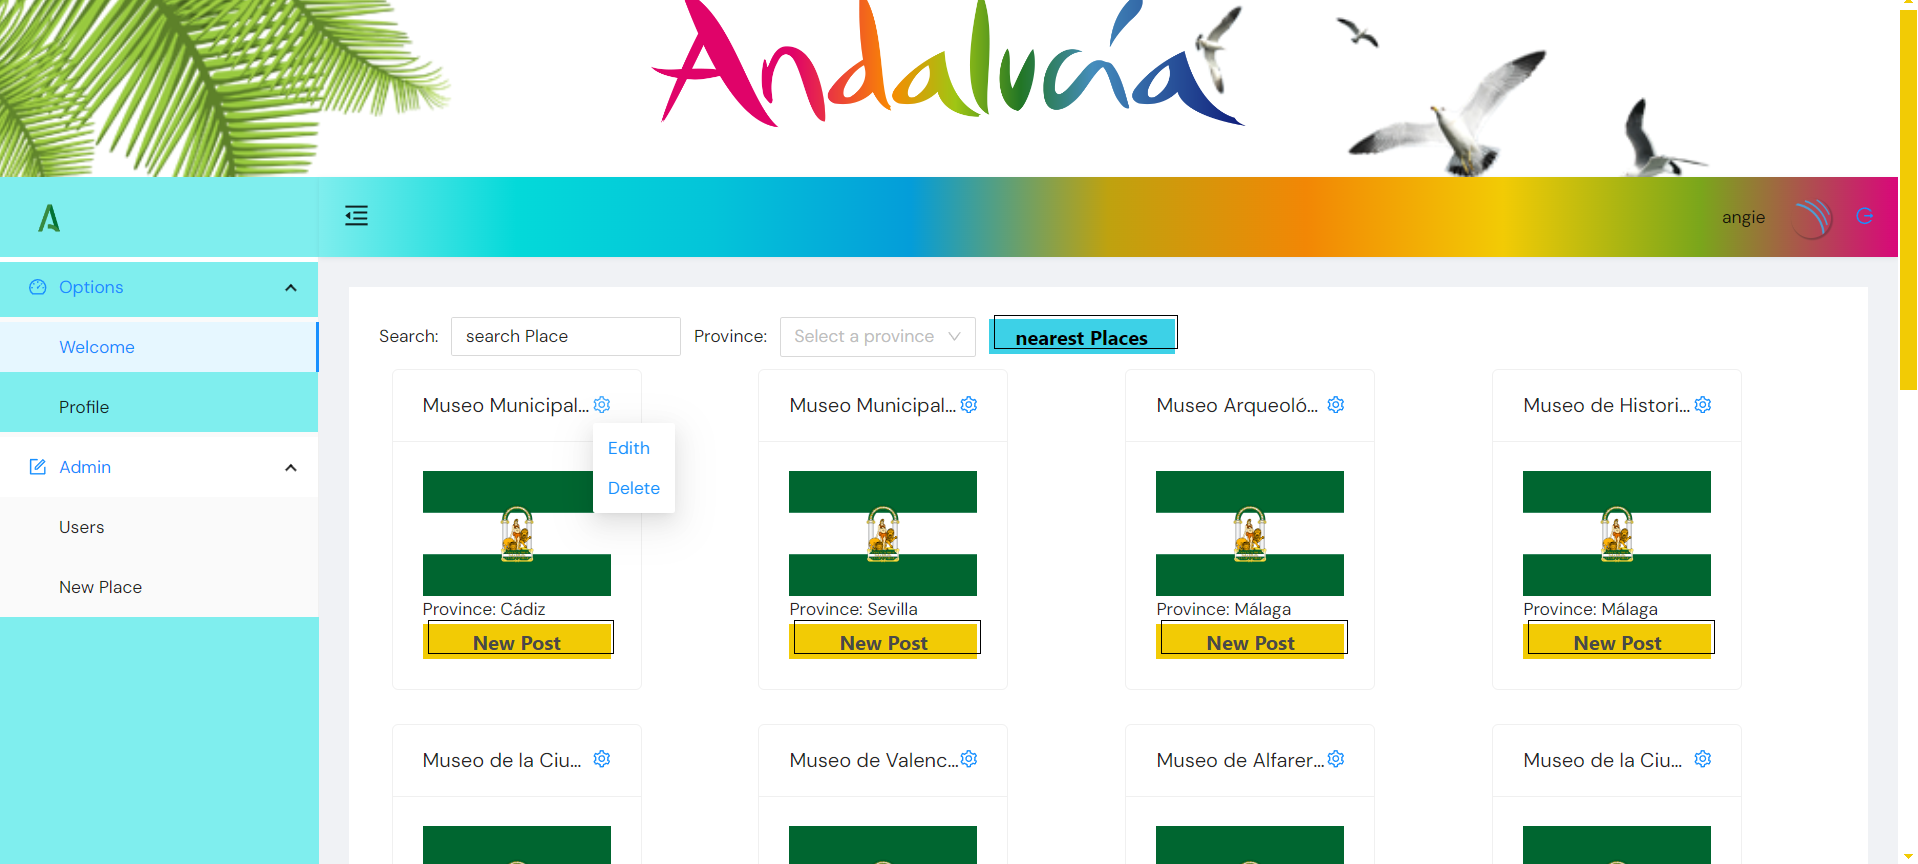 Andalucía
A
angie
Options
Welcome
Profile
Admin
Users
New Place
Search: search Place Province: Select a province nearest Places
Museo Municipal...
Edith
Delete
Province: Cádiz
New Post
Museo Municipal...
Province: Sevilla
New Post
Museo Arqueoló...
Province: Málaga
New Post
Museo de Histori...
Province: Málaga
New Post
Museo de la Ciu...
Museo de Valenc...
Museo de Alfarer...
Museo de la Ciu...